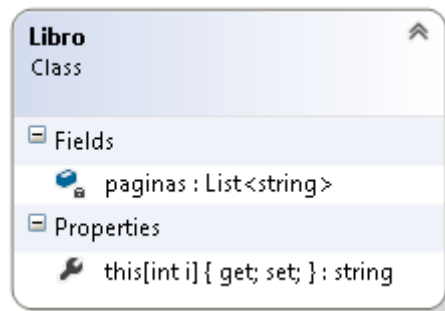 Libro
Class
Fields
paginas : List<string>
Properties
this[int i] { get; set; } : string